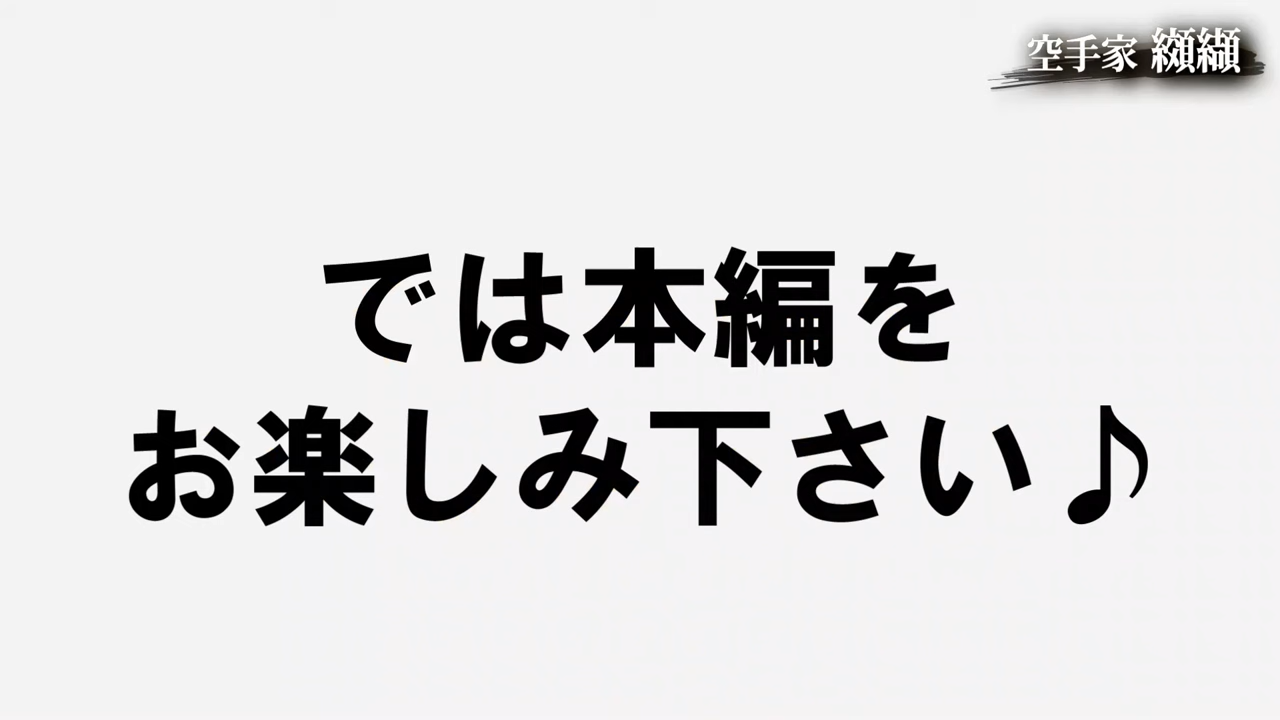 空手家 纐纈
では本編を
お楽しみ下さい♪